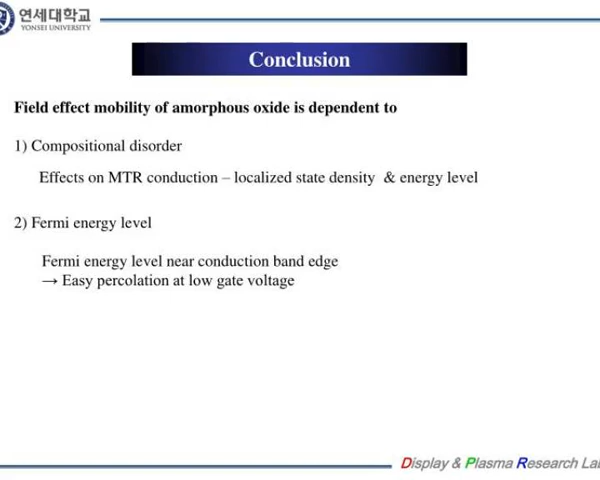 연세대학교
YONSEI UNIVERSITY
Conclusion
Field effect mobility of amorphous oxide is dependent to
1) Compositional disorder
Effects on MTR conduction – localized state density & energy level
2) Fermi energy level
Fermi energy level near conduction band edge
→ Easy percolation at low gate voltage
Display & Plasma Research Lab